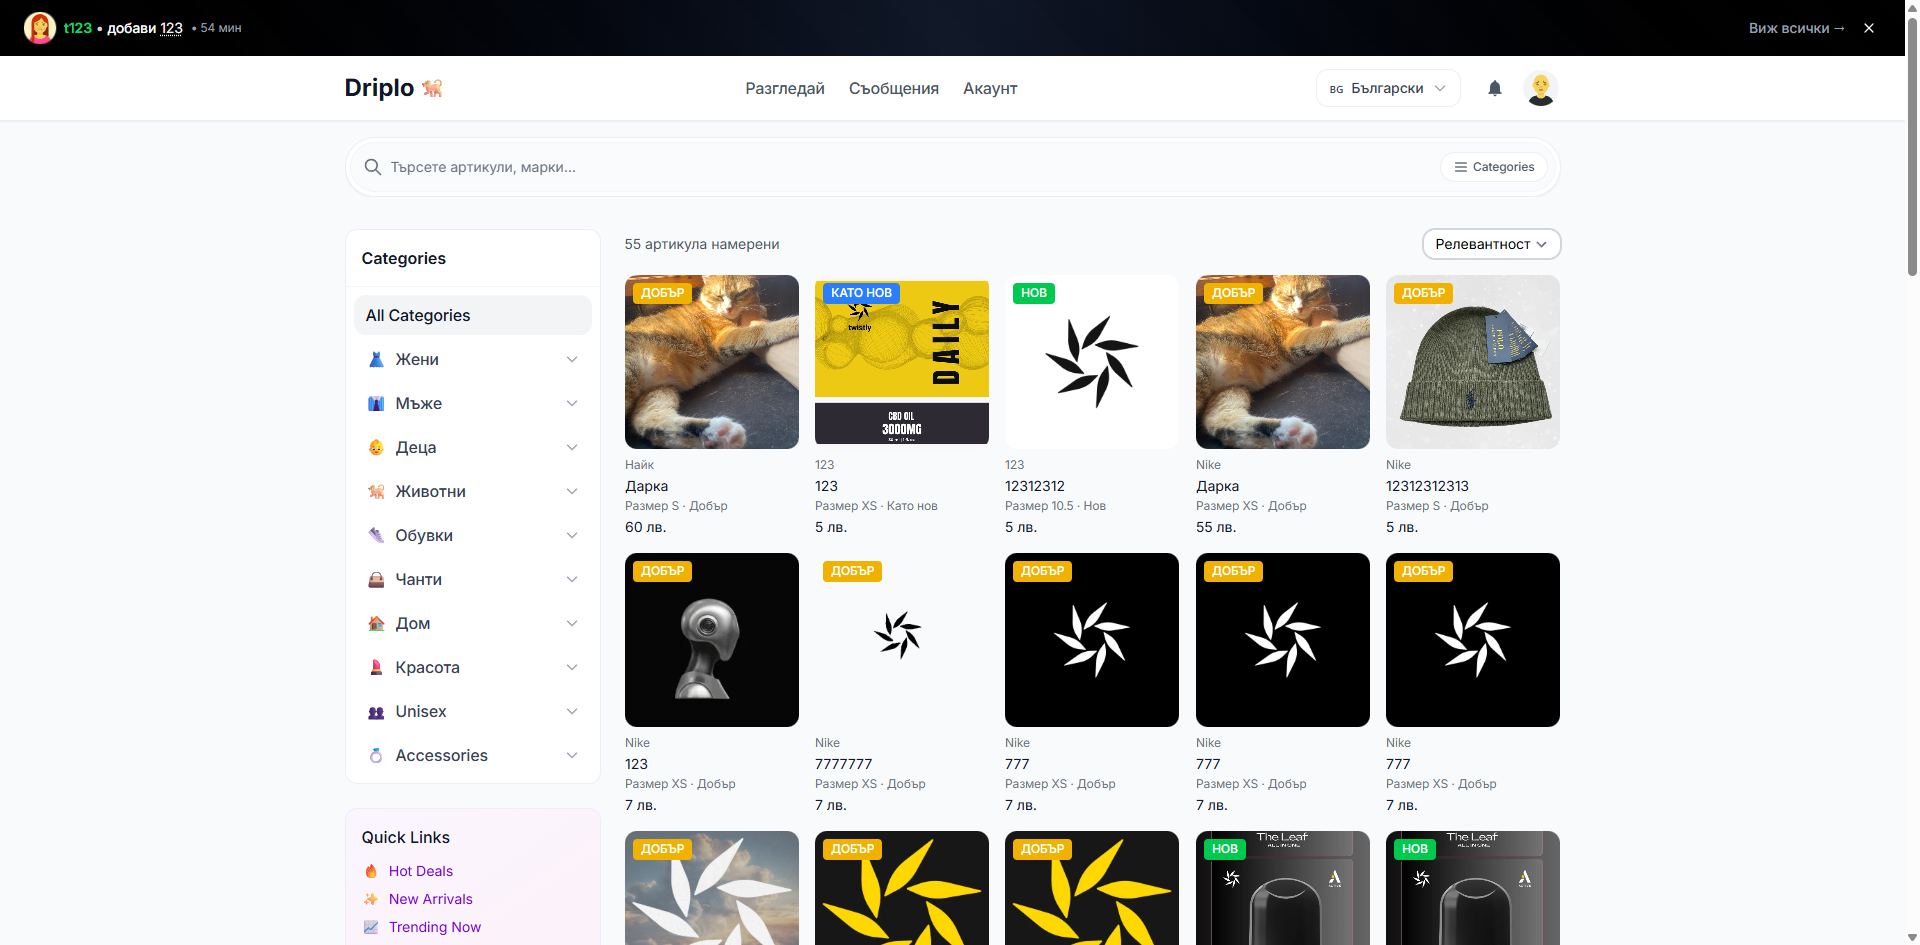 t123 • добави 123 • 54 мин
Виж всички →
Driplo
Разгледай
Съобщения
Акаунт
BG Български
Търсете артикули, марки...
Categories
Categories
All Categories
Жени
Мъже
Деца
Животни
Обувки
Чанти
Дом
Красота
Unisex
Accessories
Quick Links
Hot Deals
New Arrivals
Trending Now
55 артикула намерени
Релевантност
ДОБЪР
Найк
Дарка
Размер S · Добър
60 лв.
КАТО НОВ
twistly
DAILY
CBD OIL
3000MG
123
123
Размер XS · Като нов
5 лв.
НОВ
123
12312312
Размер 10.5 · Нов
5 лв.
ДОБЪР
Nike
Дарка
Размер XS · Добър
55 лв.
ДОБЪР
Nike
12312312313
Размер S · Добър
5 лв.
ДОБЪР
Nike
123
Размер XS · Добър
7 лв.
ДОБЪР
Nike
7777777
Размер XS · Добър
7 лв.
ДОБЪР
Nike
777
Размер XS · Добър
7 лв.
ДОБЪР
Nike
777
Размер XS · Добър
7 лв.
ДОБЪР
Nike
777
Размер XS · Добър
7 лв.
ДОБЪР
ДОБЪР
ДОБЪР
НОВ
The Leaf
ALL IN ONE
НОВ
The Leaf
ALL IN ONE